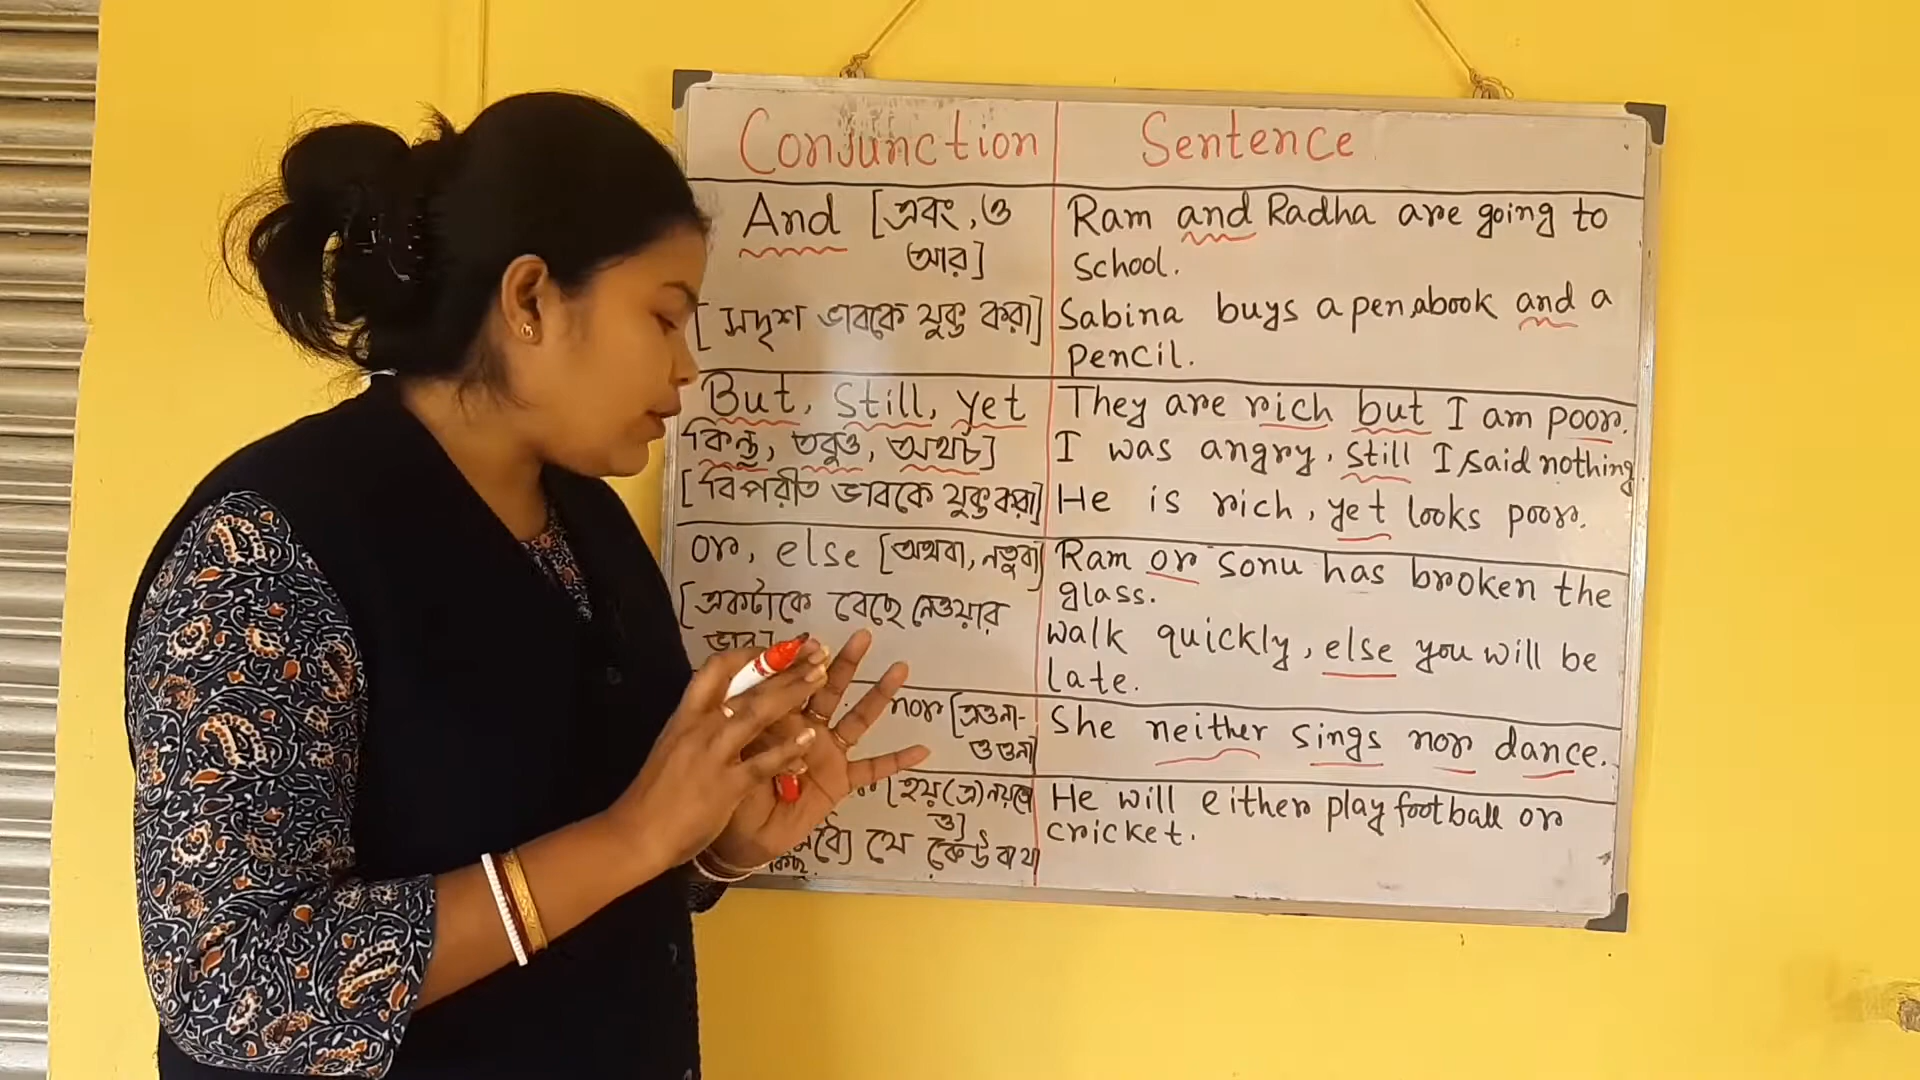 Conjunction
Sentence
And [এবং, ও
আর]
[সদৃশ ভাবকে যুক্ত করা]
Ram and Radha are going to
School.
Sabina buys a pen, a book and a
pencil.
But, Still, yet
কিন্তু, তবুও, অথচ]
[বিপরীত ভাবকে যুক্ত করা]
They are rich but I am poor.
I was angry, still I said nothing
He is rich, yet looks poor.
or, else [অথবা, নতুবা]
[একটাকে বেছে নেওয়ার
ভাব]
Ram or Sonu has broken the
glass.
walk quickly, else you will be
late.
nor [এও না-
ওও না]
She neither sings nor dance.
[হয়(এ) নয়তো
ও]
যে কেউ বা যা
He will either play football or
cricket.